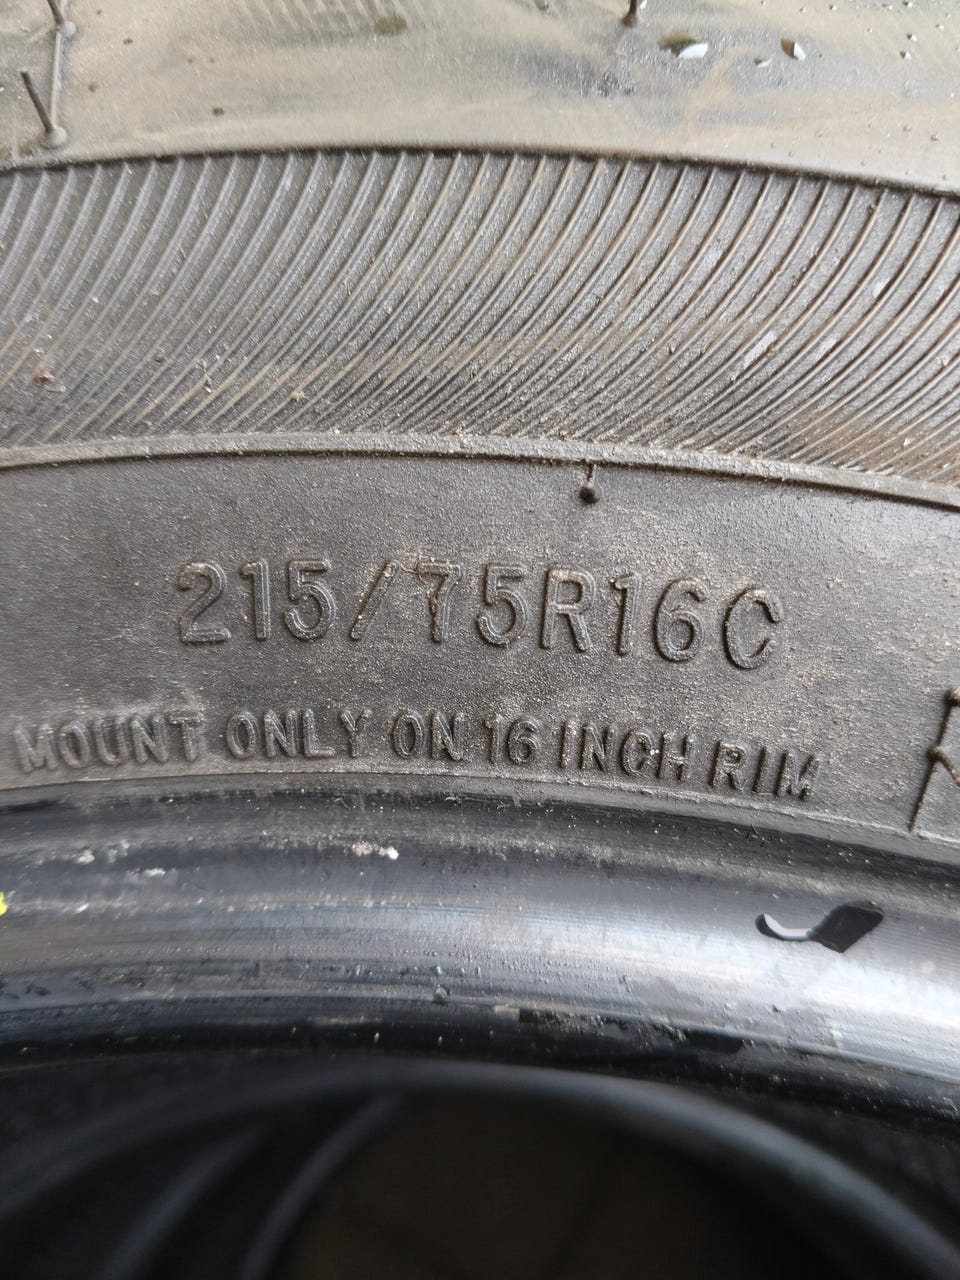 215/75R16C
MOUNT ONLY ON 16 INCH RIM